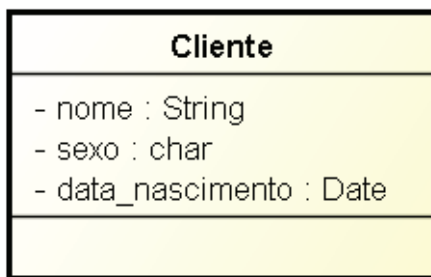 Cliente
- nome : String
- sexo : char
- data_nascimento : Date